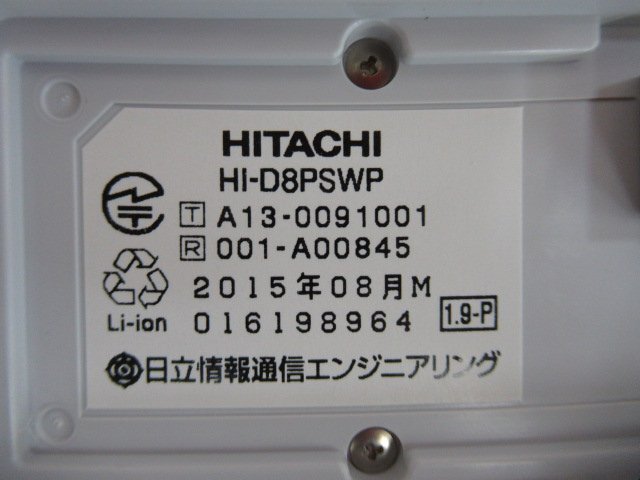 HITACHI
HI-D8PSWP
T A13-0091001
R 001-A00845
2015年08月M
Li-ion 016198964 1.9-P
日立情報通信エンジニアリング